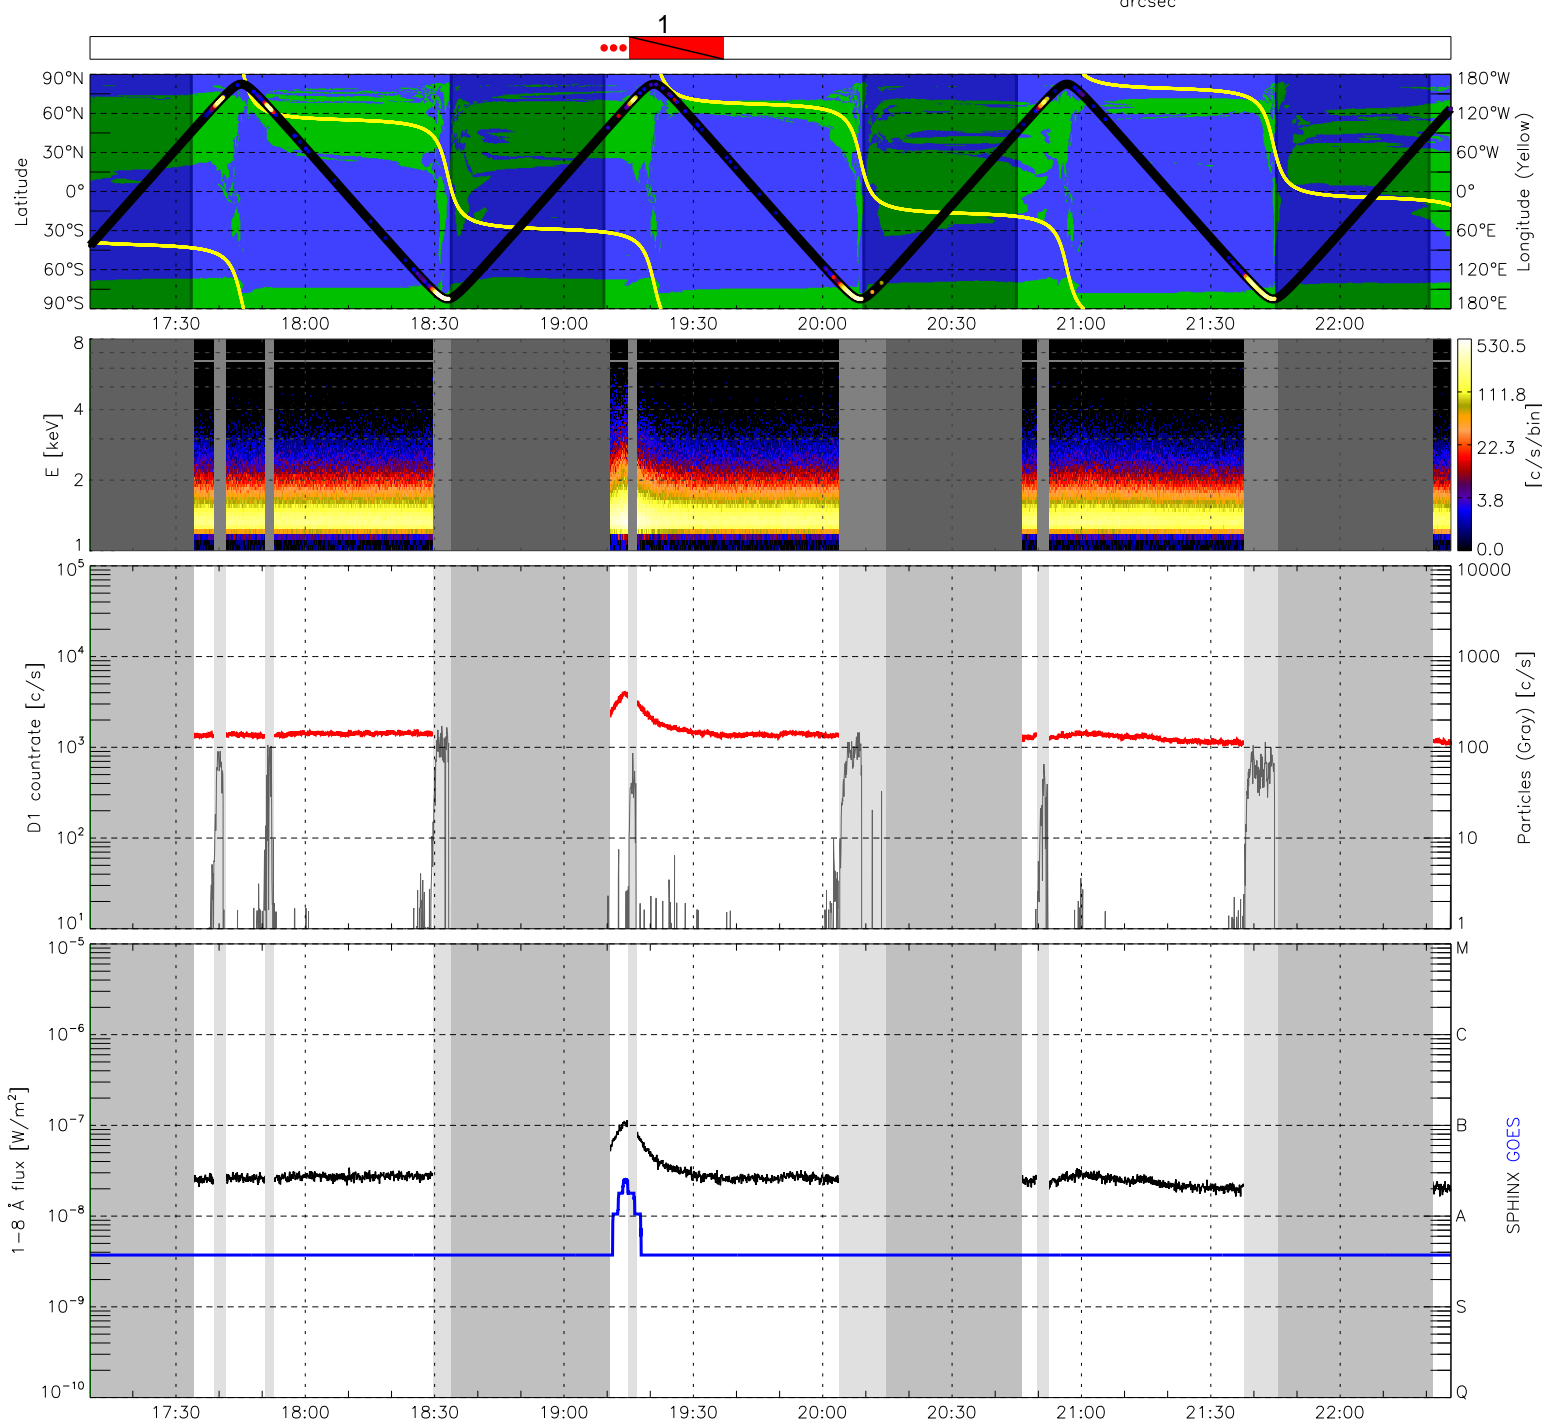 arcsec
1
90°N 180°W
60°N 120°W
30°N 60°W
0° 0°
30°S 60°E
60°S 120°E
90°S 180°E
Latitude
Longitude (Yellow)
17:30 18:00 18:30 19:00 19:30 20:00 20:30 21:00 21:30 22:00
8
4
2
1
E [keV]
530.5
111.8
22.3
3.8
0.0
[c/s/bin]
10^5 10000
10^4 1000
10^3 100
10^2 10
10^1 1
D1 countrate [c/s]
Particles (Gray) [c/s]
10^-5 M
10^-6 C
10^-7 B
10^-8 A
10^-9 S
10^-10 Q
1-8 Å flux [W/m²]
SPHINX GOES
17:30 18:00 18:30 19:00 19:30 20:00 20:30 21:00 21:30 22:00